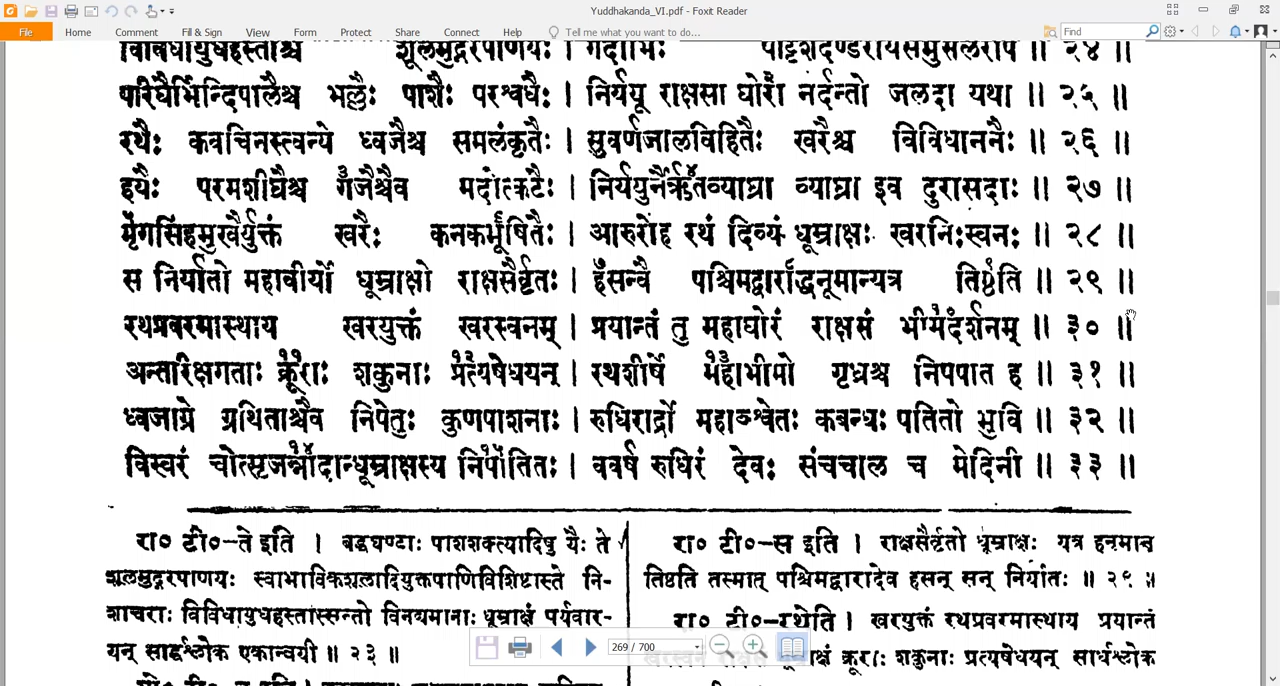 Yuddhakanda_VI.pdf - Foxit Reader
File Home Comment Fill & Sign View Form Protect Share Connect Help Tell me what you want to do... Find
विविधायुधहस्ताश्च शूलमुद्गरपाणयः गदाभिः ॥ २४
परिघैर्भिन्दिपालैश्च भल्लैः पाशैः परश्वधैः | निर्ययू राक्षसा घोरा नर्दन्तो जलदा यथा ॥ २५ ॥
रथैः कवचिनस्त्वन्ये ध्वजैश्च समलंकृतैः | सुवर्णजालविहितैः खरैश्च विविधाननैः ॥ २६ ॥
हयैः परमशीघ्रैश्च गजैश्चैव मदोत्कटैः | निर्ययुर्नैर्ऋतव्याघ्रा व्याघ्रा इव दुरासदाः ॥ २७ ॥
मृगसिंहमुखैर्युक्तं खरैः कनकभूषितैः | आरुरोह रथं दिव्यं धूम्राक्षः खरनिःस्वनः ॥ २८ ॥
स निर्यातो महावीर्यो धूम्राक्षो राक्षसैर्वृतः | हसन्वै पश्चिमद्वाराद्धनूमान्यत्र तिष्ठति ॥ २९ ॥
रथप्रवरमास्थाय खरयुक्तं खरस्वनम् | प्रयान्तं तु महाघोरं राक्षसं भीमदर्शनम् ॥ ३० ॥
अन्तरिक्षगताः क्रूराः शकुनाः प्रत्यषेधयन् | रथशीर्षे महाभीमो गृध्रश्च निपपात ह ॥ ३१ ॥
ध्वजाग्रे ग्रथिताश्चैव निपेतुः कुणपाशनाः | रुधिरार्द्रो महाञ्श्वेतः कबन्धः पतितो भुवि ॥ ३२ ॥
विस्वरं चोत्सृजन्नादान्धूम्राक्षस्य निपातितः | ववर्ष रुधिरं देवः संचचाल च मेदिनी ॥ ३३ ॥
रा० टी०-ते इति | बद्धघण्टाः पाशशक्त्यादिषु यैः ते
शूलमुद्गरपाणयः स्वाभाविकशूलादियुक्तपाणिविशिष्टास्ते नि-
शाचराः विविधायुधहस्तास्सन्तो विनद्यमानाः धूम्राक्षं पर्यवार-
यन् सार्द्धश्लोक एकान्वयी ॥ २३ ॥
रा० टी०-स इति | राक्षसैर्वृतो धूम्राक्षः यत्र हनुमान्
तिष्ठति तस्मात् पश्चिमद्वारादेव हसन् सन् निर्यातः ॥ २९ ॥
रा० टी०-रथेति | खरयुक्तं रथप्रवरमास्थाय प्रयान्तं
क्रूराः शकुनाः प्रत्यषेधयन् सार्धश्लोक
269 / 700